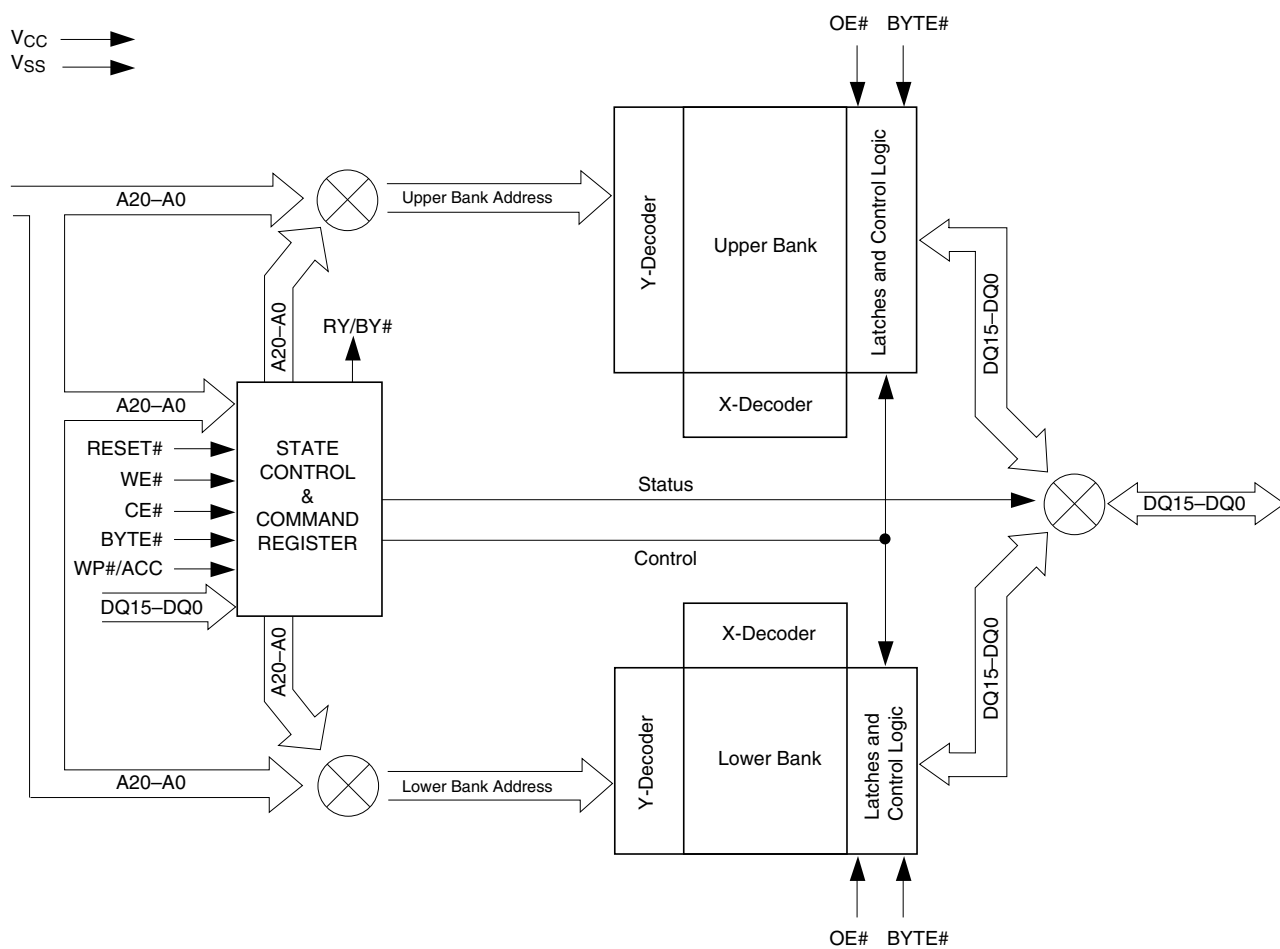 VCC
VSS
OE# BYTE#
A20–A0
Upper Bank Address
Y-Decoder
Upper Bank
Latches and Control Logic
X-Decoder
DQ15–DQ0
A20–A0
RY/BY#
A20–A0
RESET#
WE#
CE#
BYTE#
WP#/ACC
DQ15–DQ0
STATE
CONTROL
&
COMMAND
REGISTER
Status
Control
DQ15–DQ0
A20–A0
X-Decoder
DQ15–DQ0
Y-Decoder
Lower Bank
Latches and
Control Logic
A20–A0
Lower Bank Address
OE# BYTE#